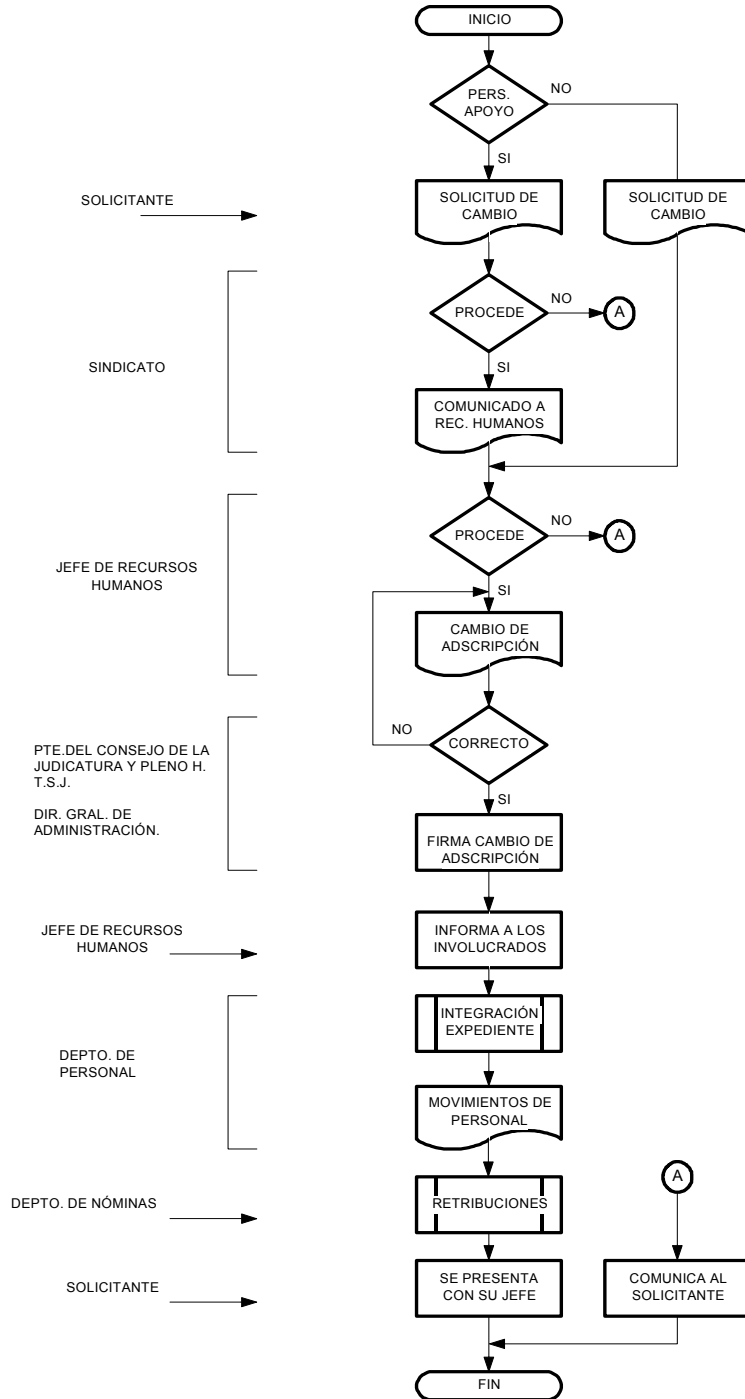 INICIO
PERS.
APOYO
NO
SI
SOLICITANTE
SOLICITUD DE
CAMBIO
SOLICITUD DE
CAMBIO
SINDICATO
PROCEDE
NO
A
SI
COMUNICADO A
REC. HUMANOS
JEFE DE RECURSOS
HUMANOS
PROCEDE
NO
A
SI
CAMBIO DE
ADSCRIPCIÓN
PTE.DEL CONSEJO DE LA
JUDICATURA Y PLENO H.
T.S.J.
DIR. GRAL. DE
ADMINISTRACIÓN.
NO
CORRECTO
SI
FIRMA CAMBIO DE
ADSCRIPCIÓN
JEFE DE RECURSOS
HUMANOS
INFORMA A LOS
INVOLUCRADOS
DEPTO. DE
PERSONAL
INTEGRACIÓN
EXPEDIENTE
MOVIMIENTOS DE
PERSONAL
DEPTO. DE NÓMINAS
RETRIBUCIONES
A
SOLICITANTE
SE PRESENTA
CON SU JEFE
COMUNICA AL
SOLICITANTE
FIN